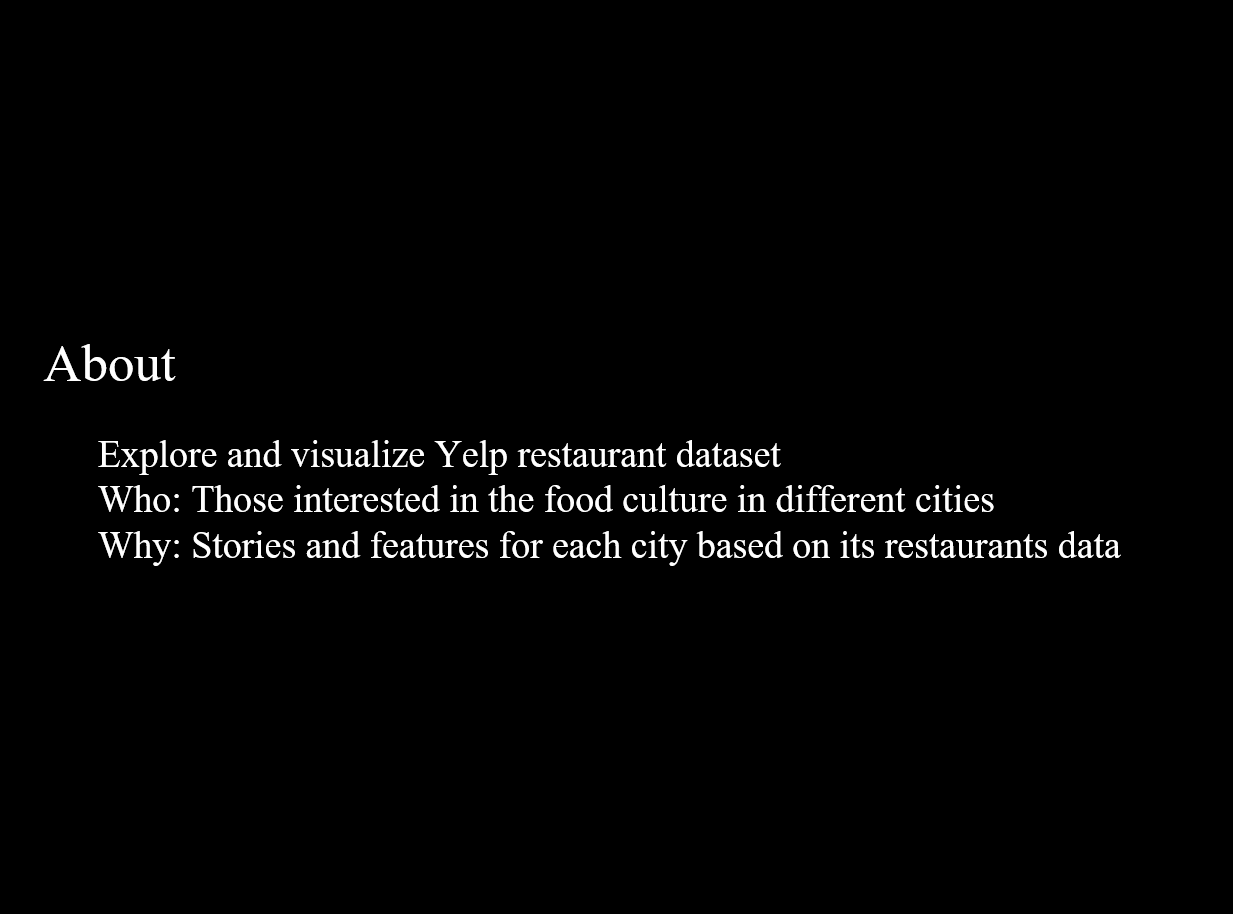 About
Explore and visualize Yelp restaurant dataset
Who: Those interested in the food culture in different cities
Why: Stories and features for each city based on its restaurants data